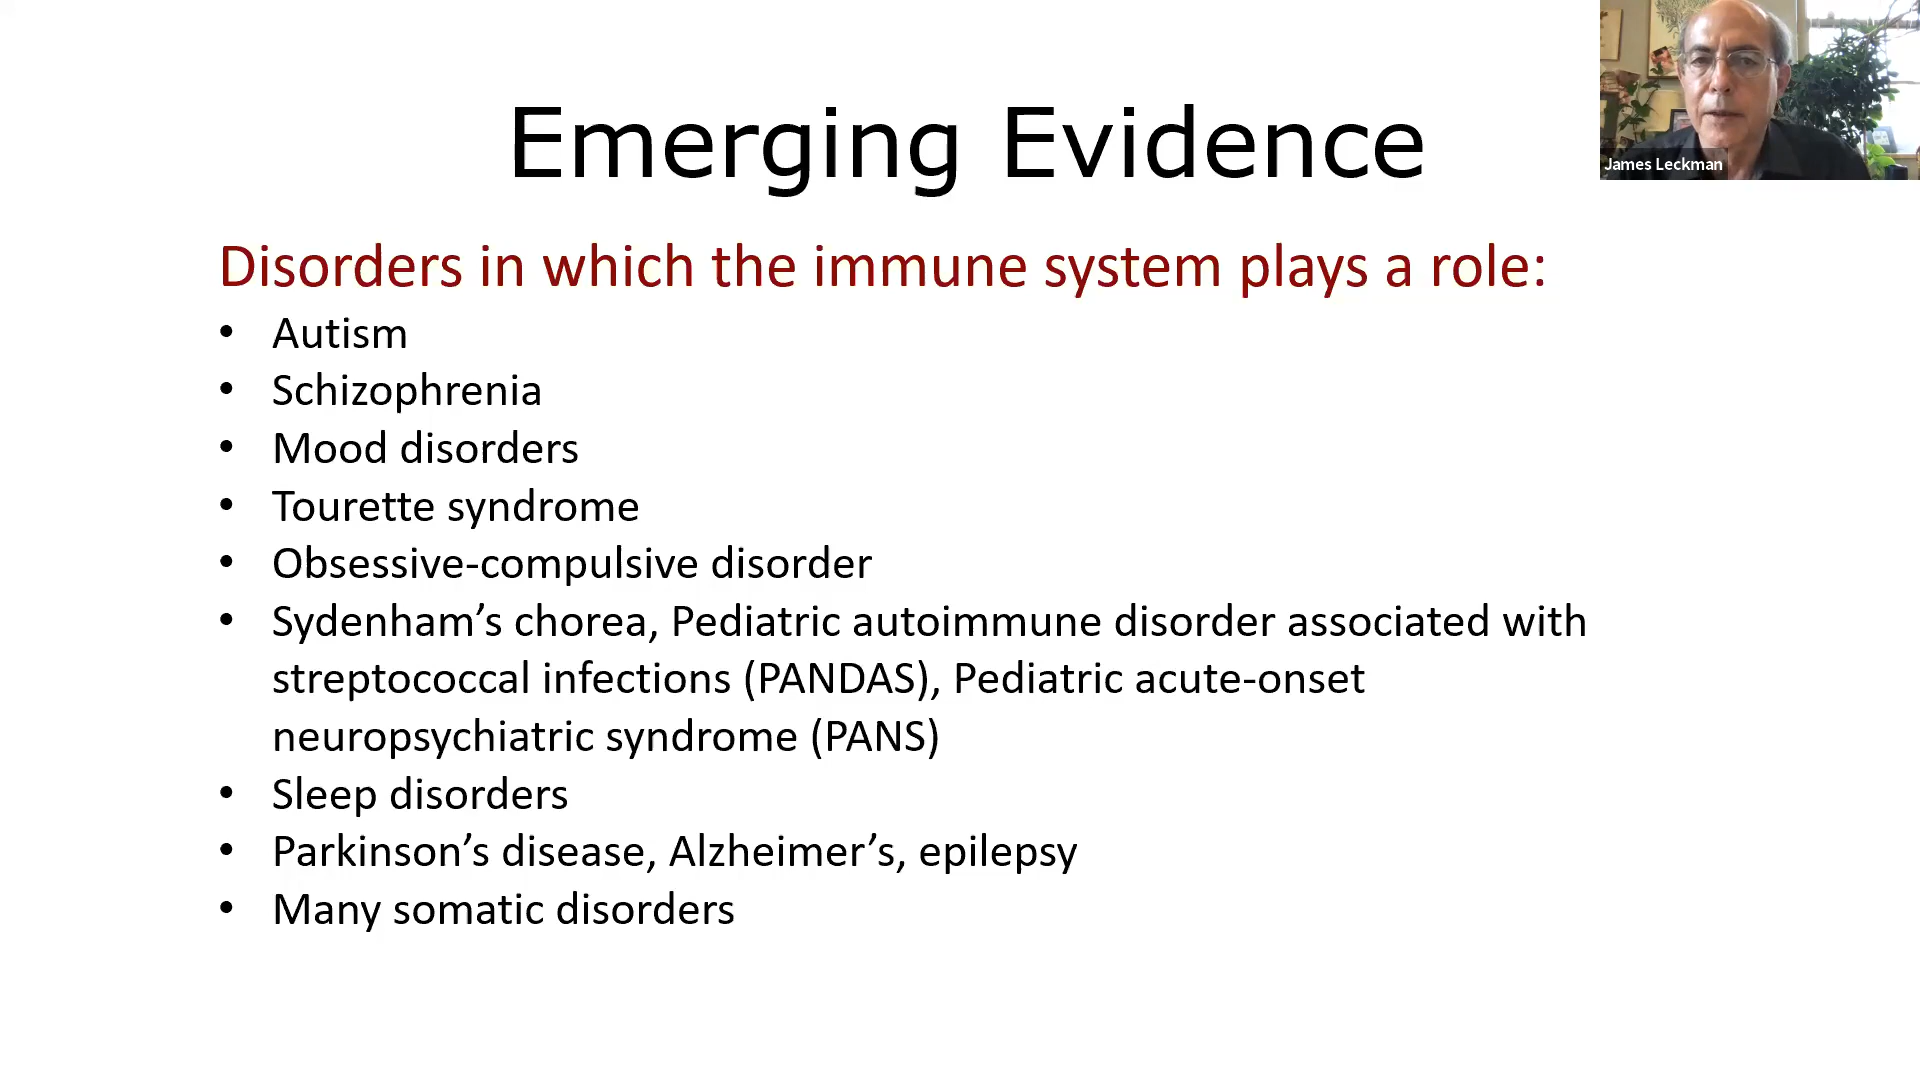 Emerging Evidence
James Leckman
Disorders in which the immune system plays a role:
• Autism
• Schizophrenia
• Mood disorders
• Tourette syndrome
• Obsessive-compulsive disorder
• Sydenham’s chorea, Pediatric autoimmune disorder associated with
streptococcal infections (PANDAS), Pediatric acute-onset
neuropsychiatric syndrome (PANS)
• Sleep disorders
• Parkinson’s disease, Alzheimer’s, epilepsy
• Many somatic disorders